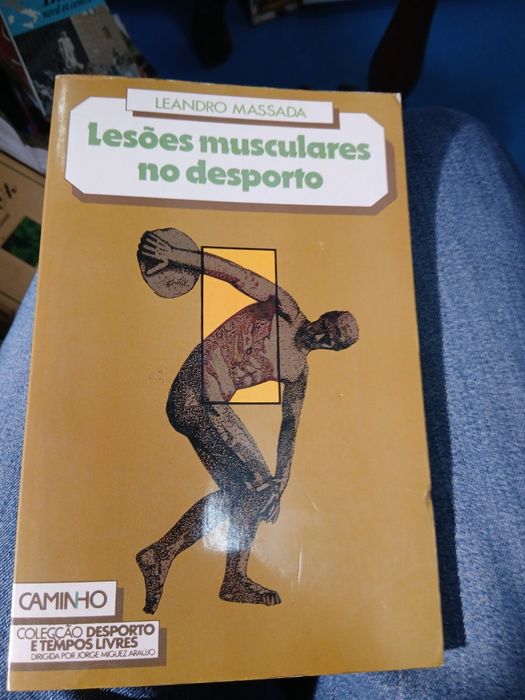 LEANDRO MASSADA
Lesões musculares
no desporto
CAMINHO
COLECÇÃO DESPORTO
E TEMPOS LIVRES
DIRIGIDA POR JORGE MIGUEZ ARAÚJO